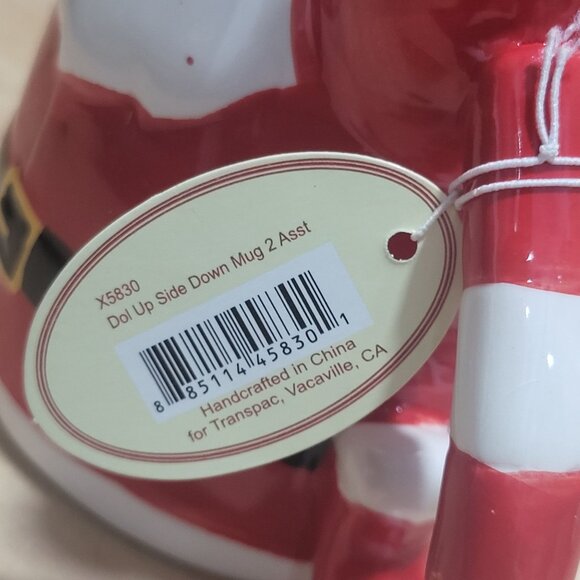 X5830
Dol Up Side Down Mug 2 Asst
8 85114 45830 1
Handcrafted in China
for Transpac, Vacaville, CA